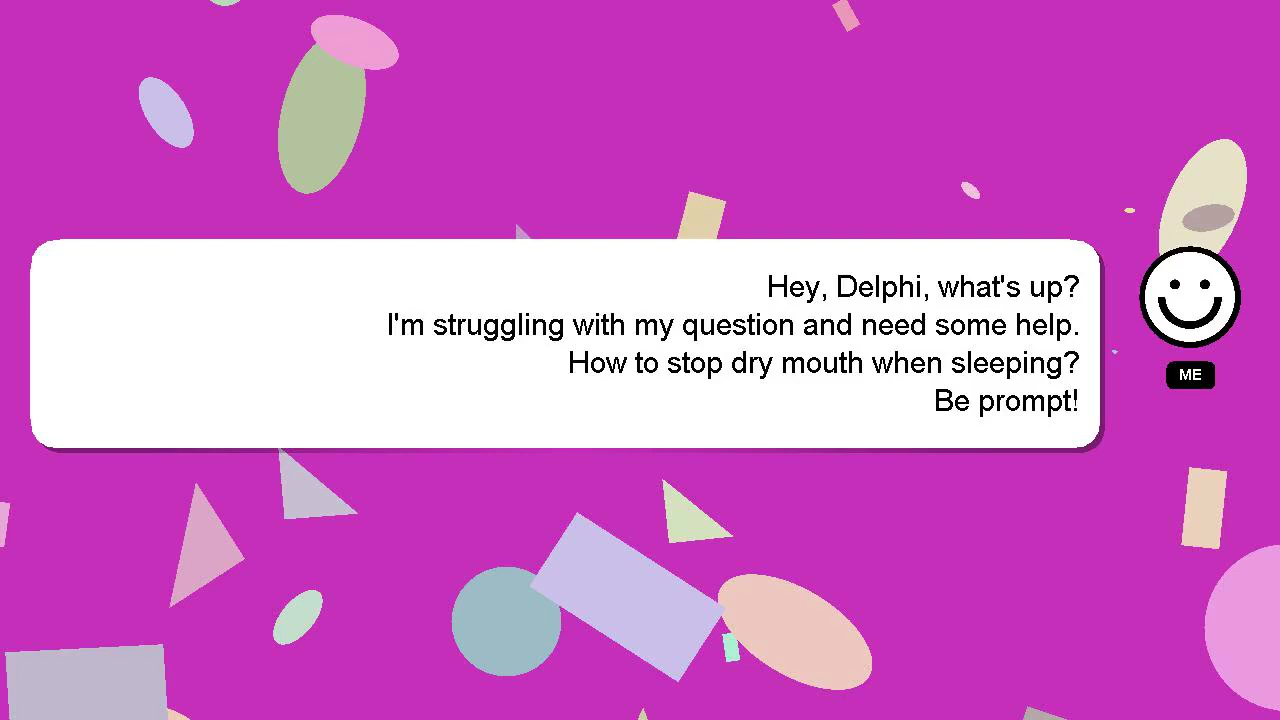 Hey, Delphi, what's up?
I'm struggling with my question and need some help.
How to stop dry mouth when sleeping?
Be prompt!
ME